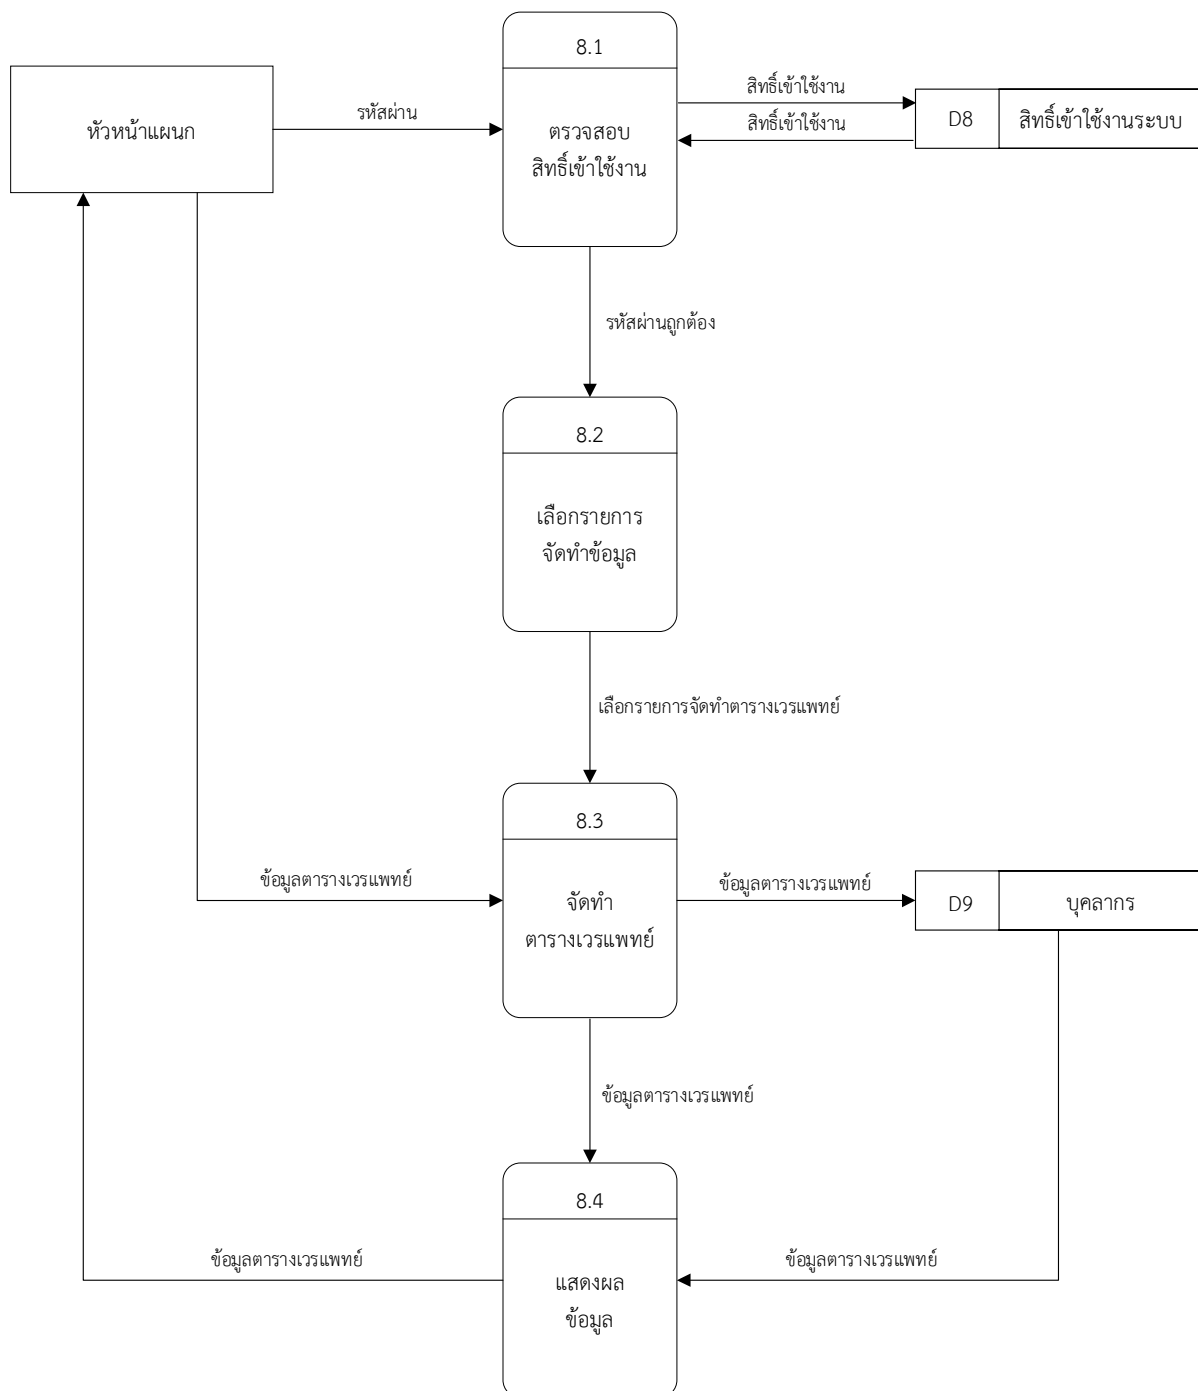 8.1
สิทธิ์เข้าใช้งาน
หัวหน้าแผนก
รหัสผ่าน
ตรวจสอบ
สิทธิ์เข้าใช้งาน
สิทธิ์เข้าใช้งาน
D8
สิทธิ์เข้าใช้งานระบบ
รหัสผ่านถูกต้อง
8.2
เลือกรายการ
จัดทำข้อมูล
เลือกรายการจัดทำตารางเวรแพทย์
8.3
ข้อมูลตารางเวรแพทย์
จัดทำ
ตารางเวรแพทย์
ข้อมูลตารางเวรแพทย์
D9
บุคลากร
ข้อมูลตารางเวรแพทย์
8.4
ข้อมูลตารางเวรแพทย์
แสดงผล
ข้อมูล
ข้อมูลตารางเวรแพทย์